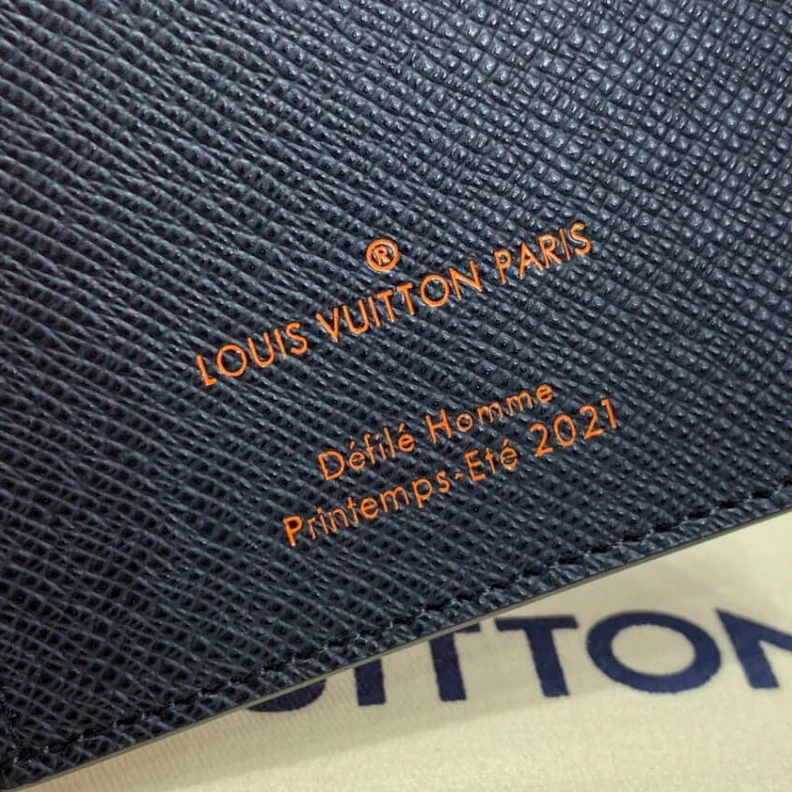 ®
LOUIS VUITTON PARIS
Défilé Homme
Printemps-Eté 2021
UITTON